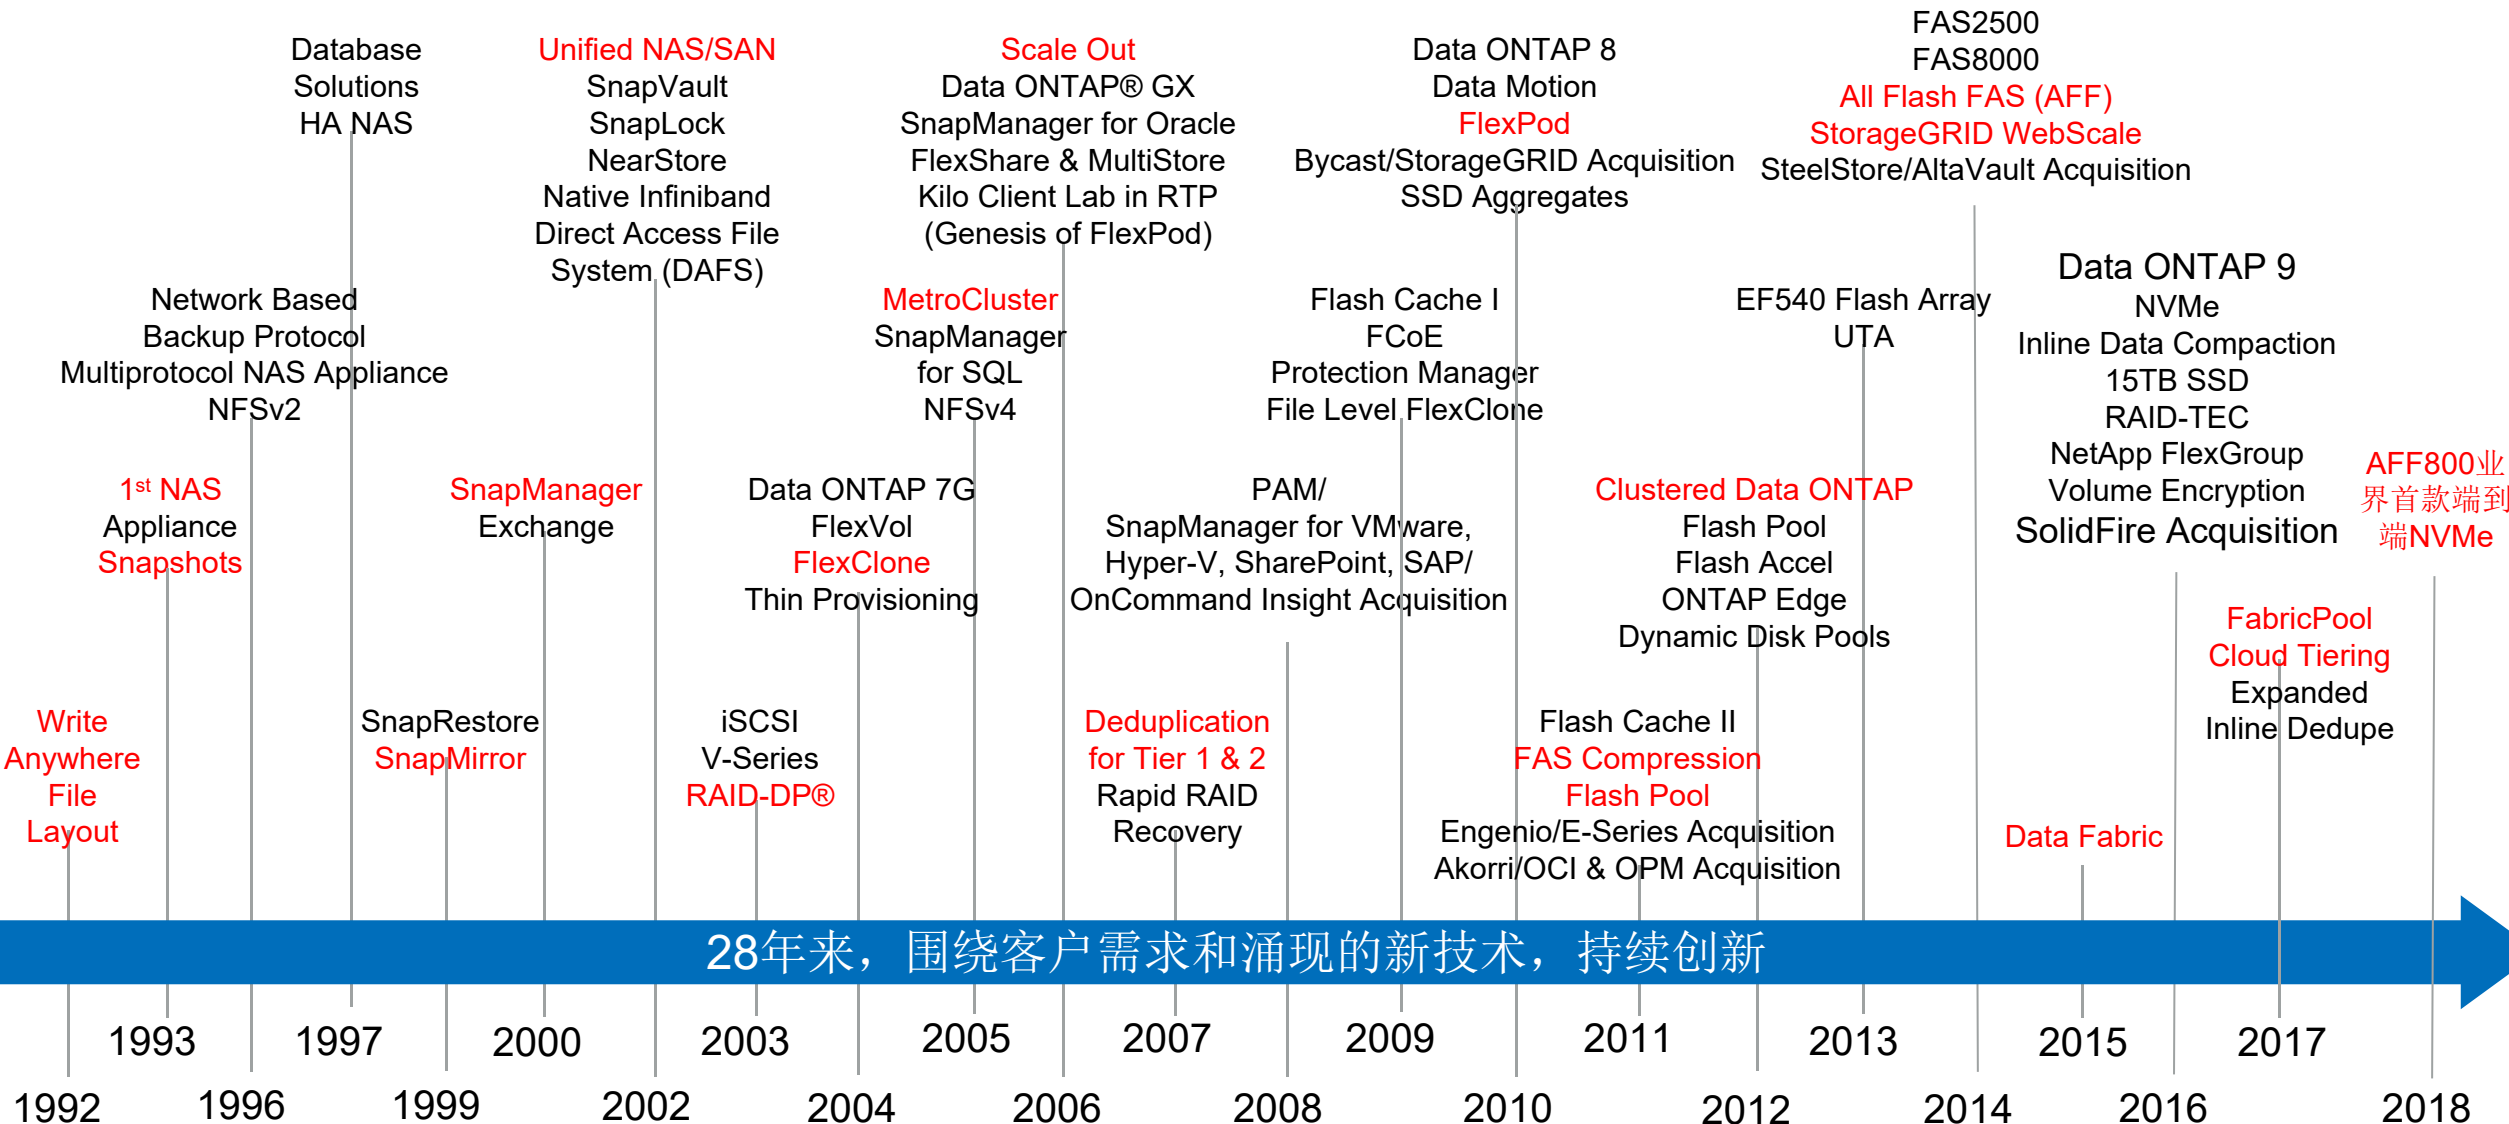 Database
Solutions
HA NAS
Unified NAS/SAN
SnapVault
SnapLock
NearStore
Native Infiniband
Direct Access File
System (DAFS)
Scale Out
Data ONTAP® GX
SnapManager for Oracle
FlexShare & MultiStore
Kilo Client Lab in RTP
(Genesis of FlexPod)
Data ONTAP 8
Data Motion
FlexPod
Bycast/StorageGRID Acquisition
SSD Aggregates
FAS2500
FAS8000
All Flash FAS (AFF)
StorageGRID WebScale
SteelStore/AltaVault Acquisition
Network Based
Backup Protocol
Multiprotocol NAS Appliance
NFSv2
MetroCluster
SnapManager
for SQL
NFSv4
Flash Cache I
FCoE
Protection Manager
File Level FlexClone
EF540 Flash Array
UTA
Data ONTAP 9
NVMe
Inline Data Compaction
15TB SSD
RAID-TEC
NetApp FlexGroup
Volume Encryption
SolidFire Acquisition
1st NAS
Appliance
Snapshots
SnapManager
Exchange
Data ONTAP 7G
FlexVol
FlexClone
Thin Provisioning
PAM/
SnapManager for VMware,
Hyper-V, SharePoint, SAP/
OnCommand Insight Acquisition
Clustered Data ONTAP
Flash Pool
Flash Accel
ONTAP Edge
Dynamic Disk Pools
AFF800业
界首款端到
端NVMe
Write
Anywhere
File
Layout
SnapRestore
SnapMirror
iSCSI
V-Series
RAID-DP®
Deduplication
for Tier 1 & 2
Rapid RAID
Recovery
Flash Cache II
FAS Compression
Flash Pool
Engenio/E-Series Acquisition
Akorri/OCI & OPM Acquisition
Data Fabric
FabricPool
Cloud Tiering
Expanded
Inline Dedupe
28年来，围绕客户需求和涌现的新技术，持续创新
1993
1997
2000
2003
2005
2007
2009
2011
2013
2015
2017
1992
1996
1999
2002
2004
2006
2008
2010
2012
2014
2016
2018